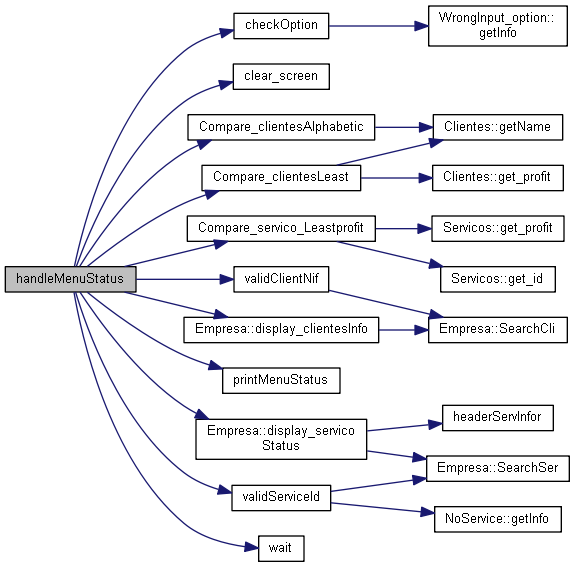 handleMenuStatus
checkOption
WrongInput_option::
getInfo
clear_screen
Compare_clientesAlphabetic
Clientes::getName
Compare_clientesLeast
Clientes::get_profit
Compare_servico_Leastprofit
Servicos::get_profit
Servicos::get_id
validClientNif
Empresa::display_clientesInfo
Empresa::SearchCli
printMenuStatus
Empresa::display_servico
Status
headerServInfor
Empresa::SearchSer
validServiceId
NoService::getInfo
wait